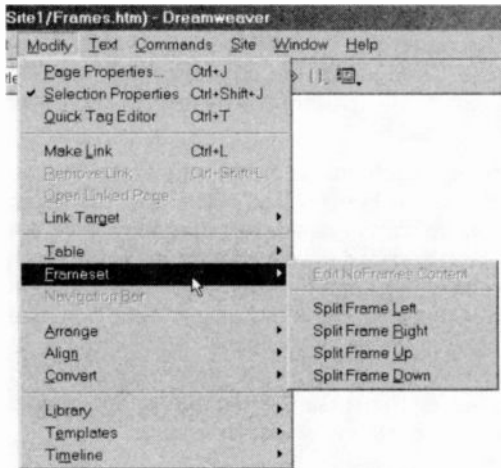 Site1/Frames.htm) - Dreamweaver
Modify Text Commands Site Window Help
Page Properties... Ctrl+J
✔ Selection Properties Ctrl+Shift+J
Quick Tag Editor Ctrl+T
Make Link Ctrl+L
Remove Link Ctrl+Shift+L
Open Linked Page
Link Target
Table
Frameset
Edit NoFrames Content
Navigation Bar
Split Frame Left
Split Frame Right
Split Frame Up
Split Frame Down
Arrange
Align
Convert
Library
Templates
Timeline